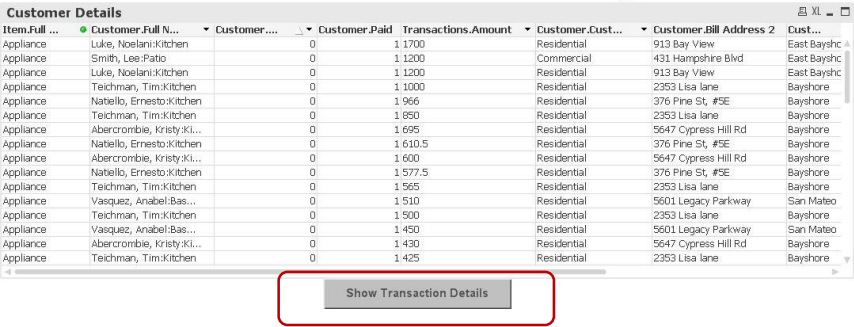 Customer Details XL
Item.Full ... Customer.Full N... Customer.... Customer.Paid Transactions.Amount Customer.Cust... Customer.Bill Address 2 Cust...
Appliance Luke, Noelani:Kitchen 0 1 1700 Residential 913 Bay View East Baysho
Appliance Smith, Lee:Patio 0 1 1200 Commercial 431 Hampshire Blvd East Baysho
Appliance Luke, Noelani:Kitchen 0 1 1200 Residential 913 Bay View East Baysho
Appliance Teichman, Tim:Kitchen 0 1 1000 Residential 2353 Lisa lane Bayshore
Appliance Natiello, Ernesto:Kitchen 0 1 966 Residential 376 Pine St, #5E Bayshore
Appliance Teichman, Tim:Kitchen 0 1 850 Residential 2353 Lisa lane Bayshore
Appliance Abercrombie, Kristy:Ki... 0 1 695 Residential 5647 Cypress Hill Rd Bayshore
Appliance Natiello, Ernesto:Kitchen 0 1 610.5 Residential 376 Pine St, #5E Bayshore
Appliance Abercrombie, Kristy:Ki... 0 1 600 Residential 5647 Cypress Hill Rd Bayshore
Appliance Natiello, Ernesto:Kitchen 0 1 577.5 Residential 376 Pine St, #5E Bayshore
Appliance Teichman, Tim:Kitchen 0 1 565 Residential 2353 Lisa lane Bayshore
Appliance Vasquez, Anabel:Bas... 0 1 510 Residential 5601 Legacy Parkway San Mateo
Appliance Teichman, Tim:Kitchen 0 1 500 Residential 2353 Lisa lane Bayshore
Appliance Vasquez, Anabel:Bas... 0 1 450 Residential 5601 Legacy Parkway San Mateo
Appliance Abercrombie, Kristy:Ki... 0 1 430 Residential 5647 Cypress Hill Rd Bayshore
Appliance Teichman, Tim:Kitchen 0 1 425 Residential 2353 Lisa lane Bayshore
Show Transaction Details